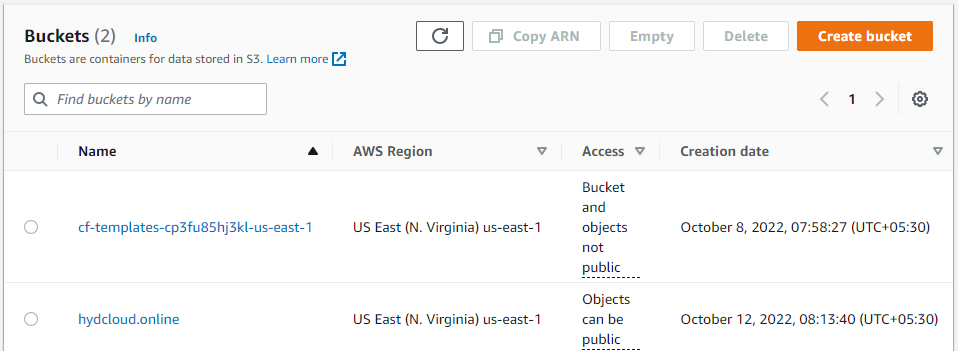 Buckets (2) Info
Copy ARN Empty Delete Create bucket
Buckets are containers for data stored in S3. Learn more
Find buckets by name
1
Name AWS Region Access Creation date
cf-templates-cp3fu85hj3kl-us-east-1 US East (N. Virginia) us-east-1 Bucket and objects not public October 8, 2022, 07:58:27 (UTC+05:30)
hydcloud.online US East (N. Virginia) us-east-1 Objects can be public October 12, 2022, 08:13:40 (UTC+05:30)